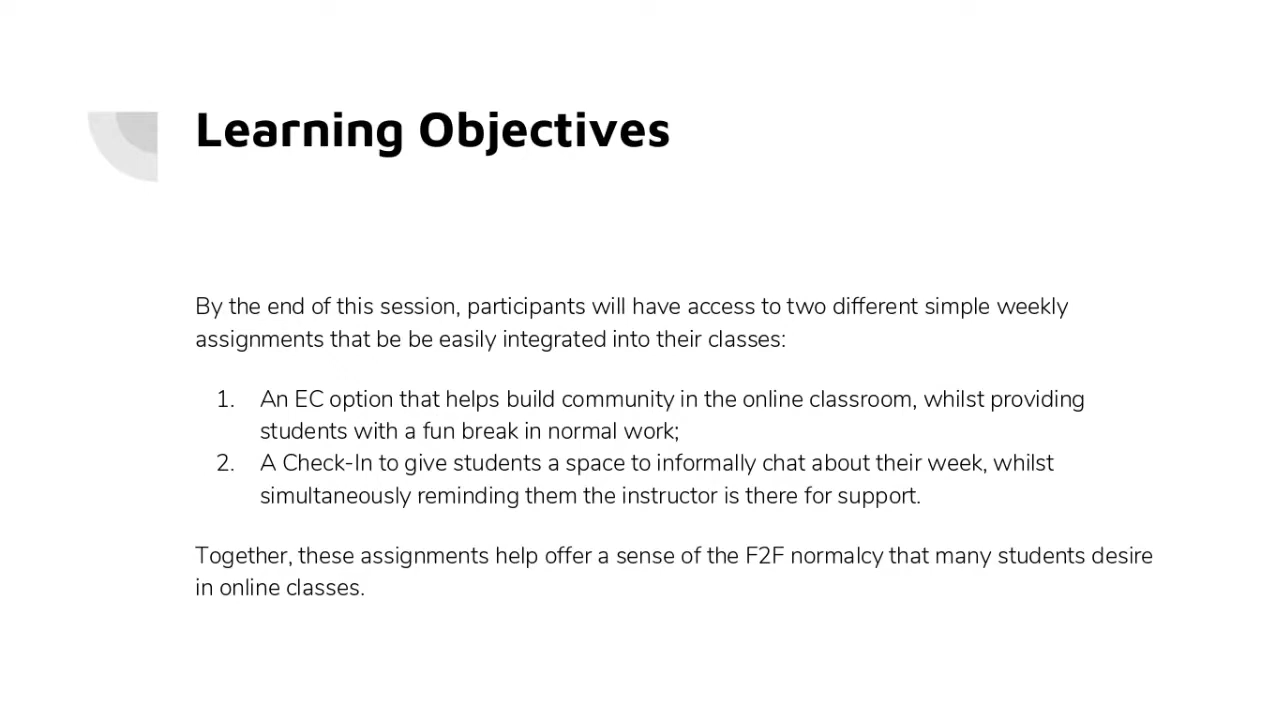 Learning Objectives
By the end of this session, participants will have access to two different simple weekly
assignments that be be easily integrated into their classes:
1. An EC option that helps build community in the online classroom, whilst providing
students with a fun break in normal work;
2. A Check-In to give students a space to informally chat about their week, whilst
simultaneously reminding them the instructor is there for support.
Together, these assignments help offer a sense of the F2F normalcy that many students desire
in online classes.